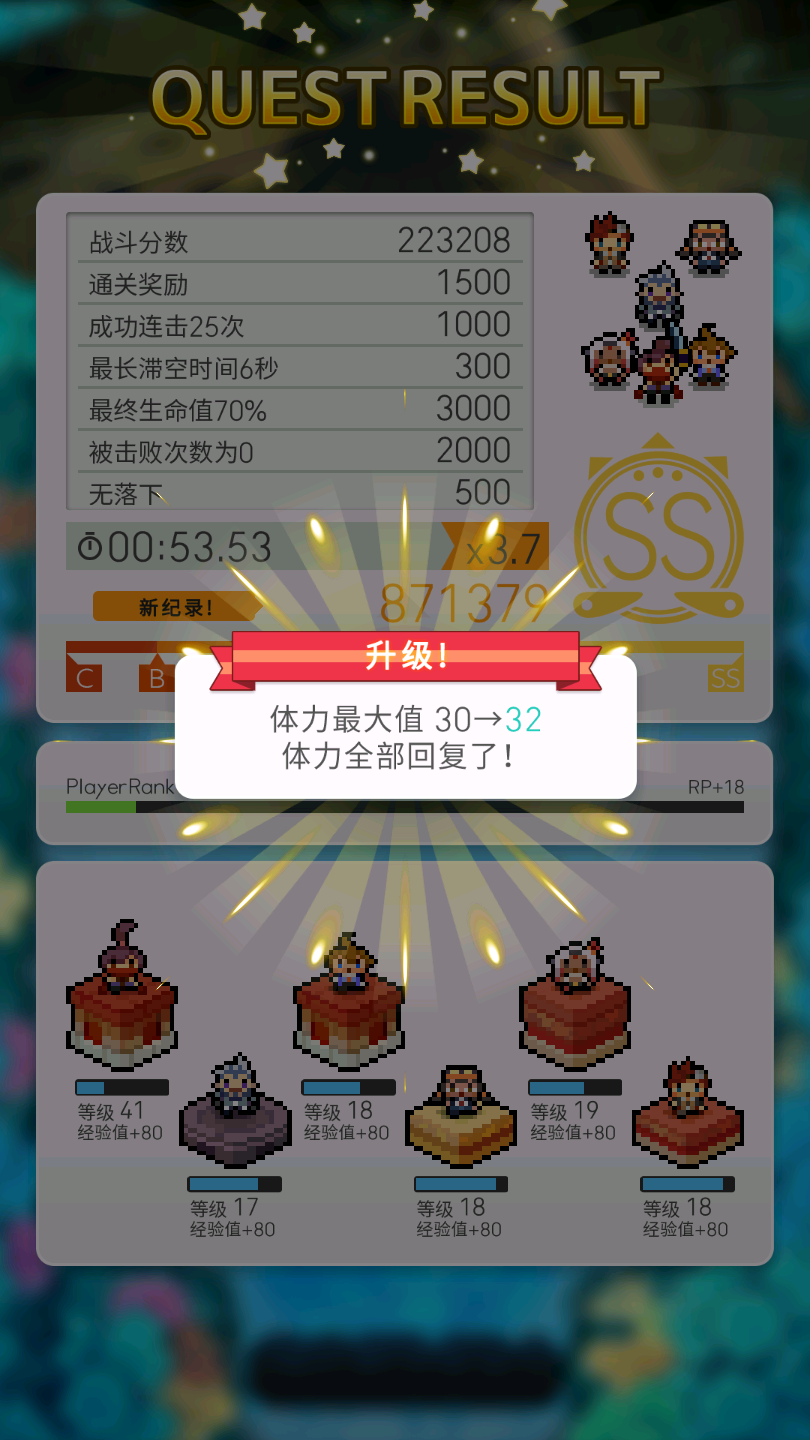 QUEST RESULT
战斗分数 223208
通关奖励 1500
成功连击25次 1000
最长滞空时间6秒 300
最终生命值70% 3000
被击败次数为0 2000
无落下 500
SS
00:53.53 x3.7
新纪录! 871379
C B SS
升级!
体力最大值 30→32
体力全部回复了!
PlayerRank RP+18
等级 41
经验值+80
等级 18
经验值+80
等级 19
经验值+80
等级 17
经验值+80
等级 18
经验值+80
等级 18
经验值+80